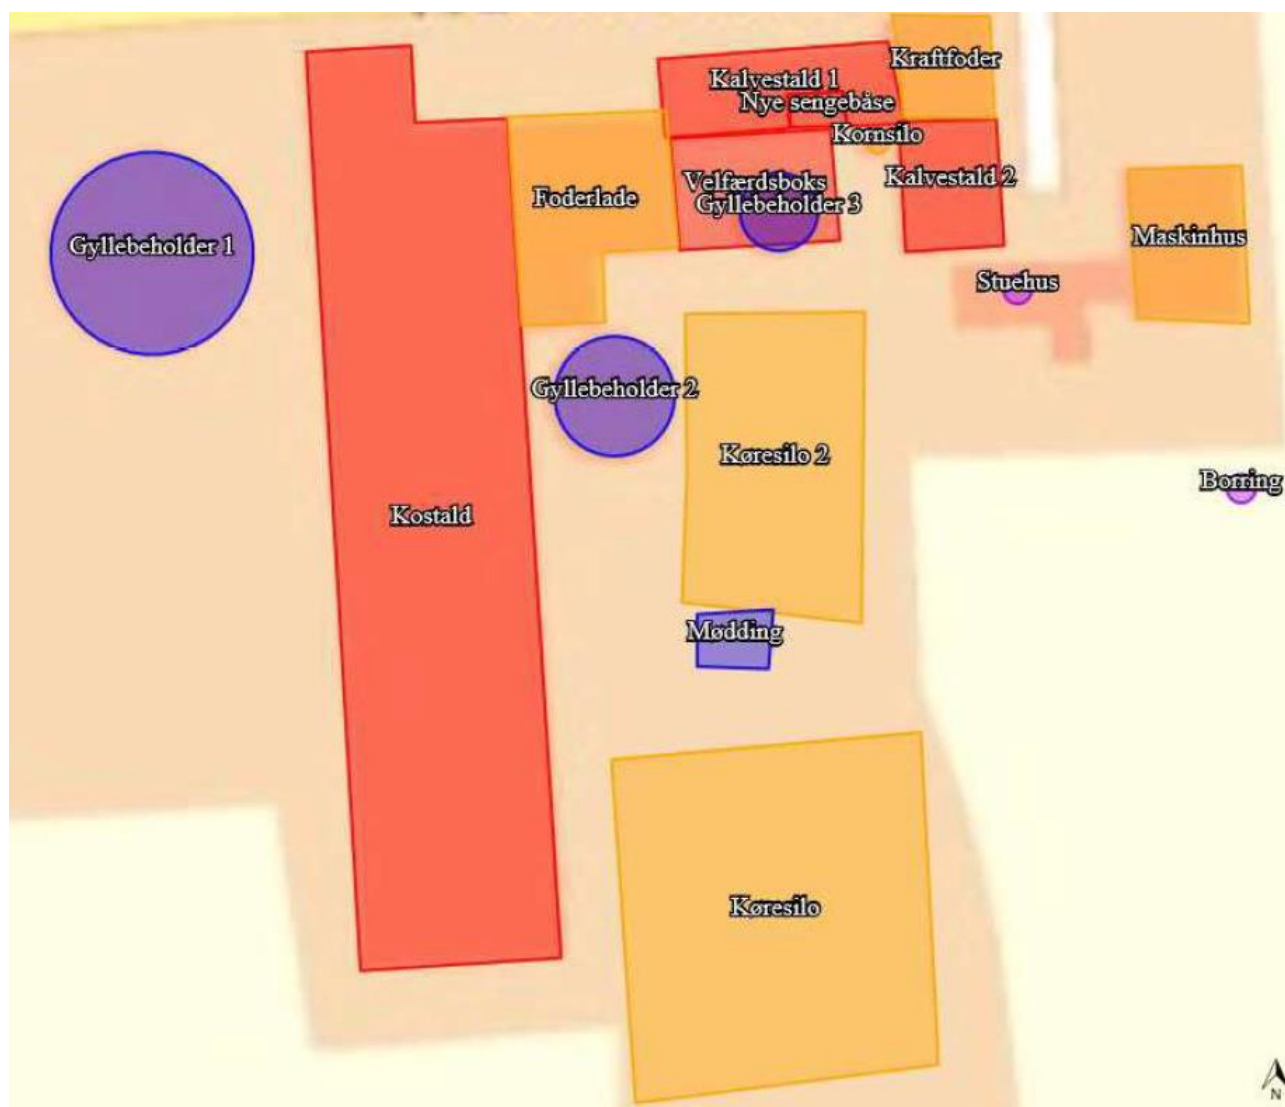 Kraftfoder
Kalvestald 1
Nye sengebåse
Kornsilo
Kalvestald 2
Velfærdsboks
Foderlade
Gyllebeholder 3
Maskinhus
Gyllebeholder 1
Stuehus
Gyllebeholder 2
Køresilo 2
Borring
Kostald
Mødding
Køresilo
N